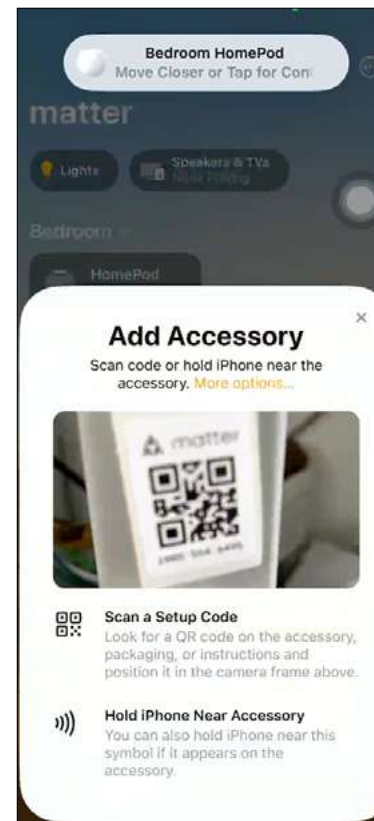 Bedroom HomePod
Move Closer or Tap for Con
matter
Lights
Speakers & TVs
Bedroom
HomePod
Add Accessory
Scan code or hold iPhone near the
accessory. More options...
matter
Scan a Setup Code
Look for a QR code on the accessory,
packaging, or instructions and
position it in the camera frame above.
Hold iPhone Near Accessory
You can also hold iPhone near this
symbol if it appears on the
accessory.